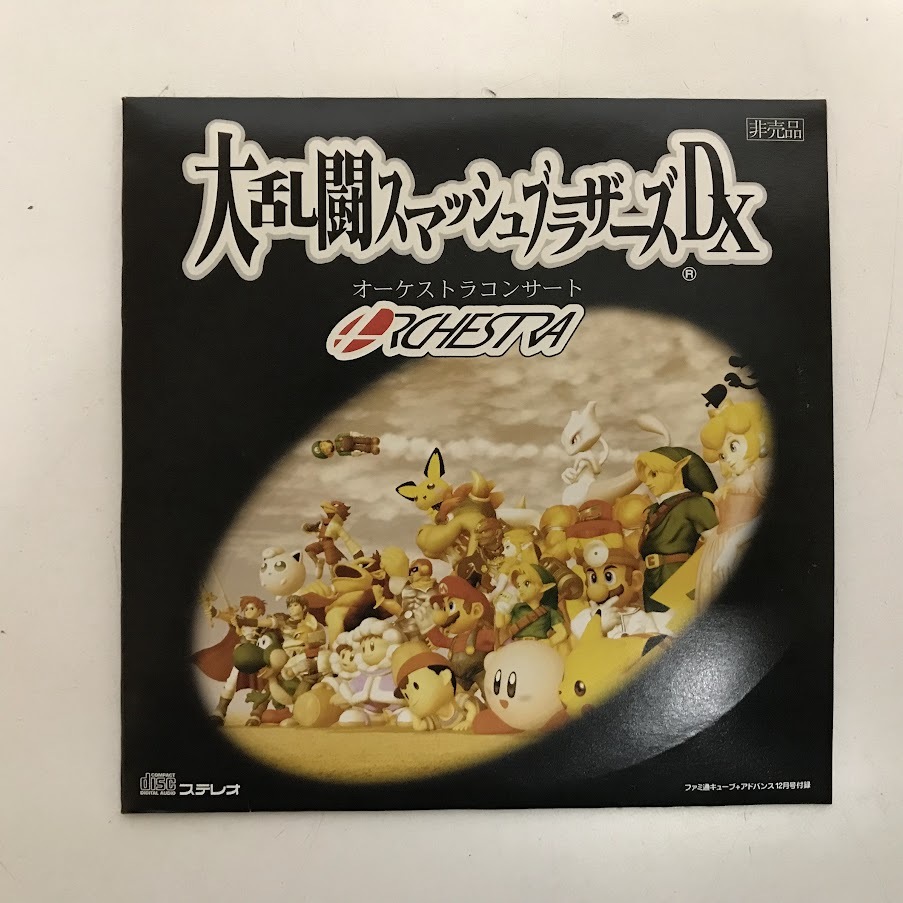 非売品
大乱闘スマッシュブラザーズDX
®
オーケストラコンサート
ORCHESTRA
COMPACT
disc
DIGITAL AUDIO
ステレオ
ファミ通キューブ+アドバンス12月号付録